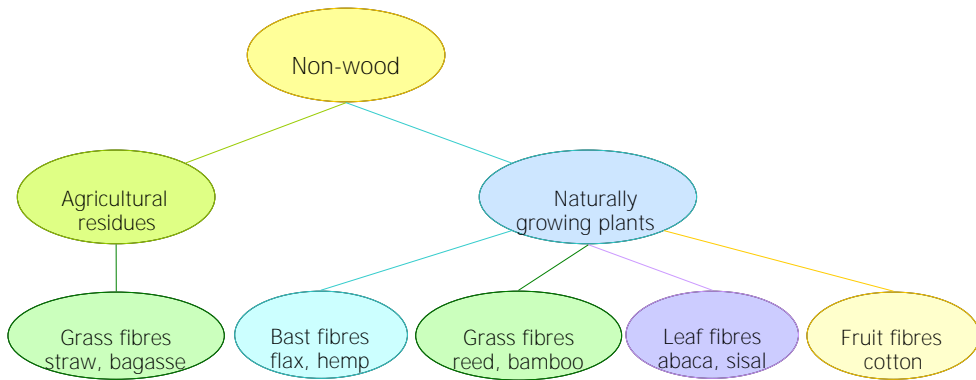 Non-wood
Agricultural
residues
Naturally
growing plants
Grass fibres
straw, bagasse
Bast fibres
flax, hemp
Grass fibres
reed, bamboo
Leaf fibres
abaca, sisal
Fruit fibres
cotton